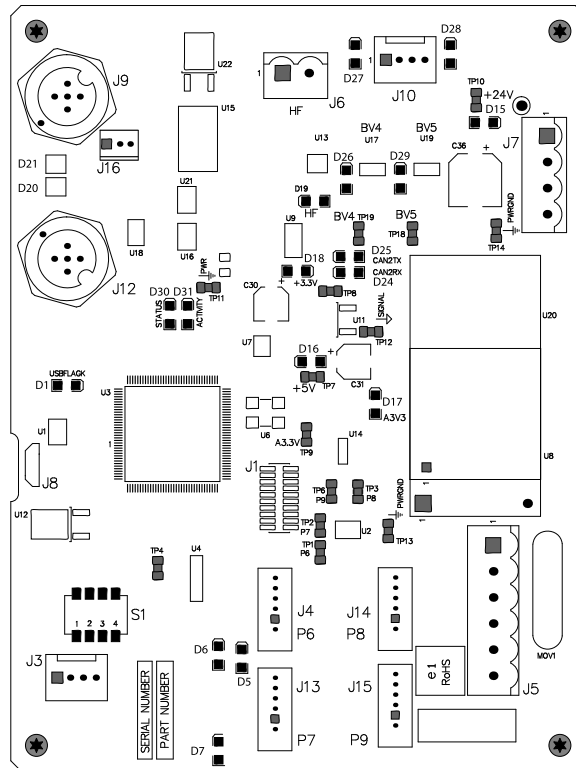 D28
U22
J9
D27
J10
1
1
HF
J6
TP10
+24V
D15
1
U15
J7
U13
BV4
U17
BV5
U19
C36
+
J16
D21
D20
D26
D29
U21
D19
HF
U9
BV4
TP19
BV5
TP18
PWRGND
TP14
U18
U16
D25
CAN2TX
CAN2RX
D24
PWR
D18
+3.3V
J12
D30
D31
TP11
C30
+
TP8
SIGNAL
U20
STATUS
ACTIVITY
U11
TP12
U7
D16
+
C31
TP7
+5V
USBFLAGK
D1
U3
D17
A3V3
U1
1
U6
A3.3V
TP9
U14
U8
J1
J8
TP6
P9
TP3
P8
PWRGND
1
1
U12
TP2
P7
U2
TP13
TP1
P6
TP4
U4
S1
1 2 3 4
J4
P6
J14
P8
MOV1
J3
D6
D5
e1
RoHS
J5
SERIAL NUMBER
PART NUMBER
J13
P7
J15
P9
D7